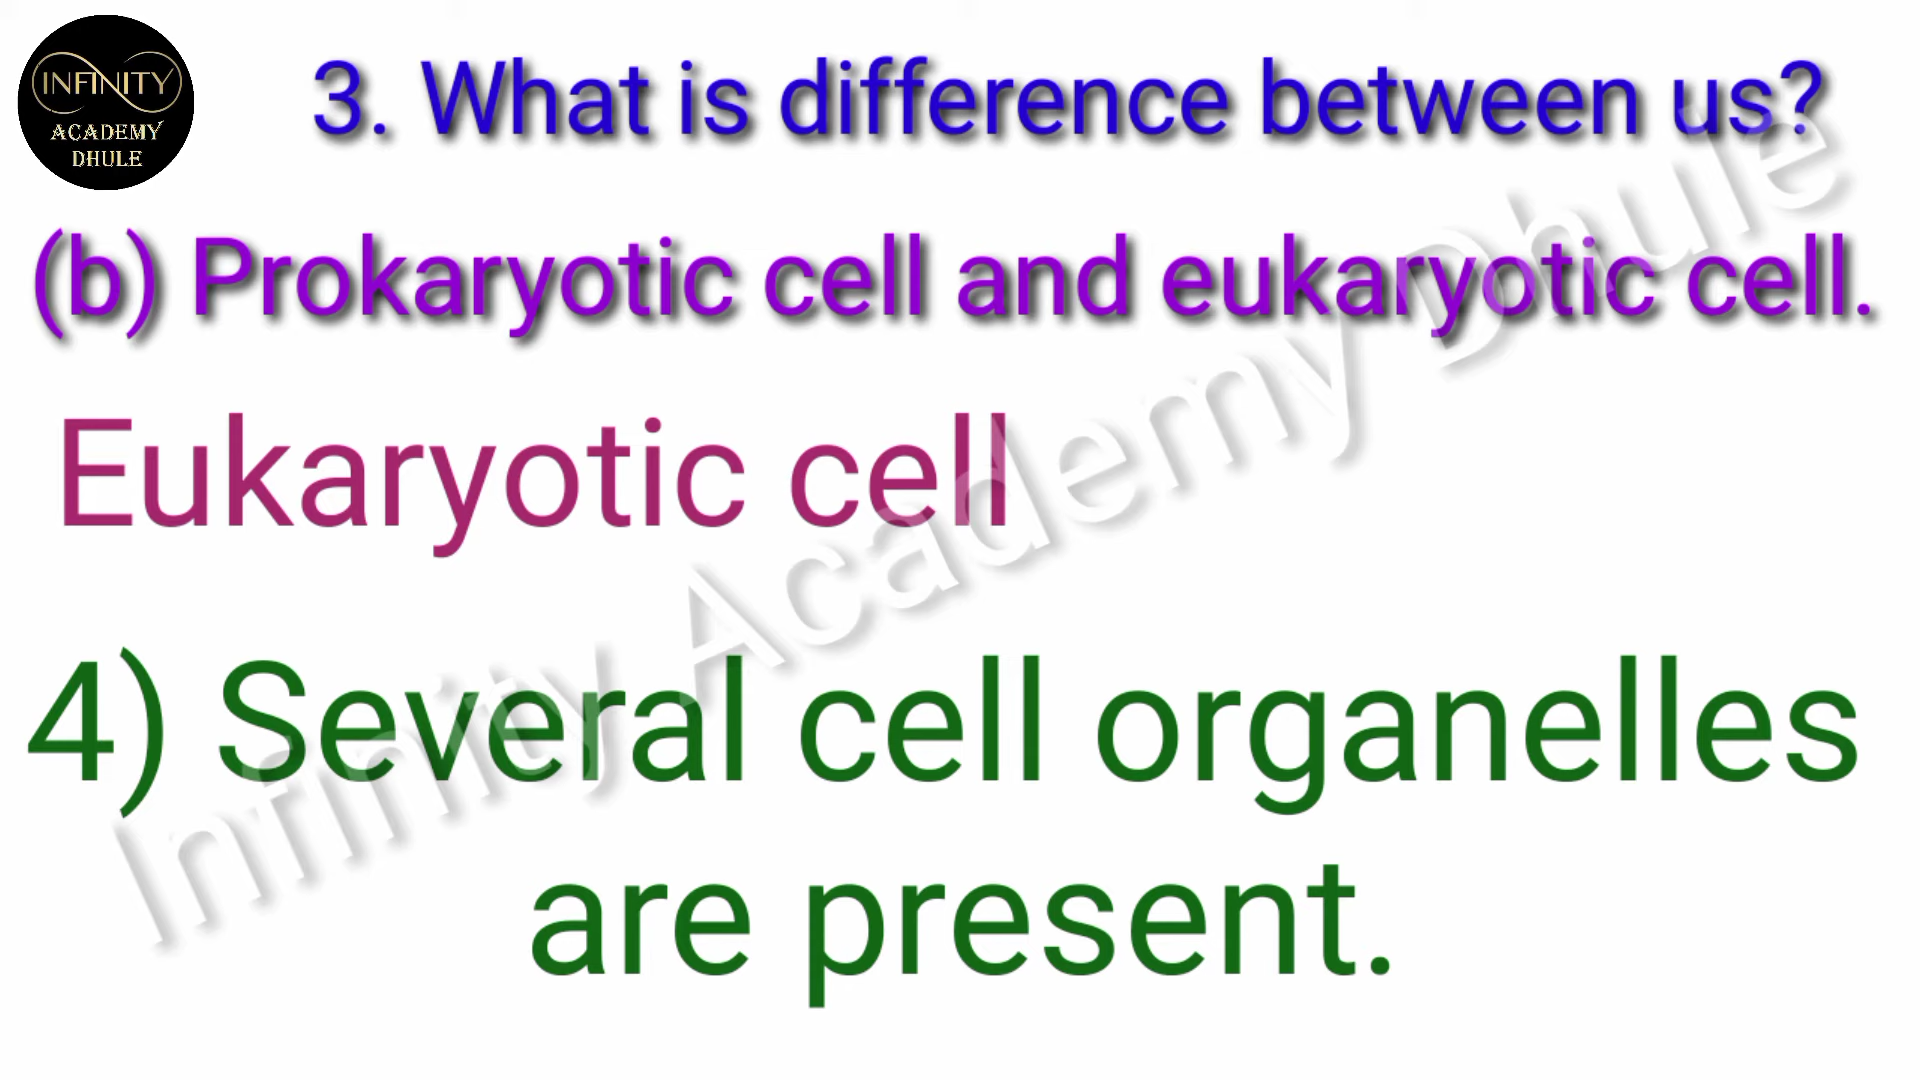 INFINITY
ACADEMY
DHULE
3. What is difference between us?
(b) Prokaryotic cell and eukaryotic cell.
Eukaryotic cell
4) Several cell organelles
are present.
Infinity Academy Dhule